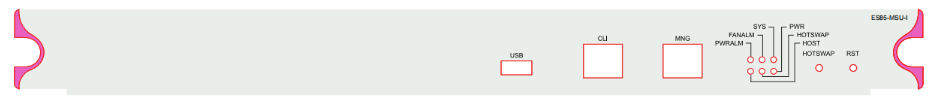 ES85-MSU-I
SYS
PWR
FANALM
HOTSWAP
PWRALM
HOST
CLI
MNG
USB
HOTSWAP
RST